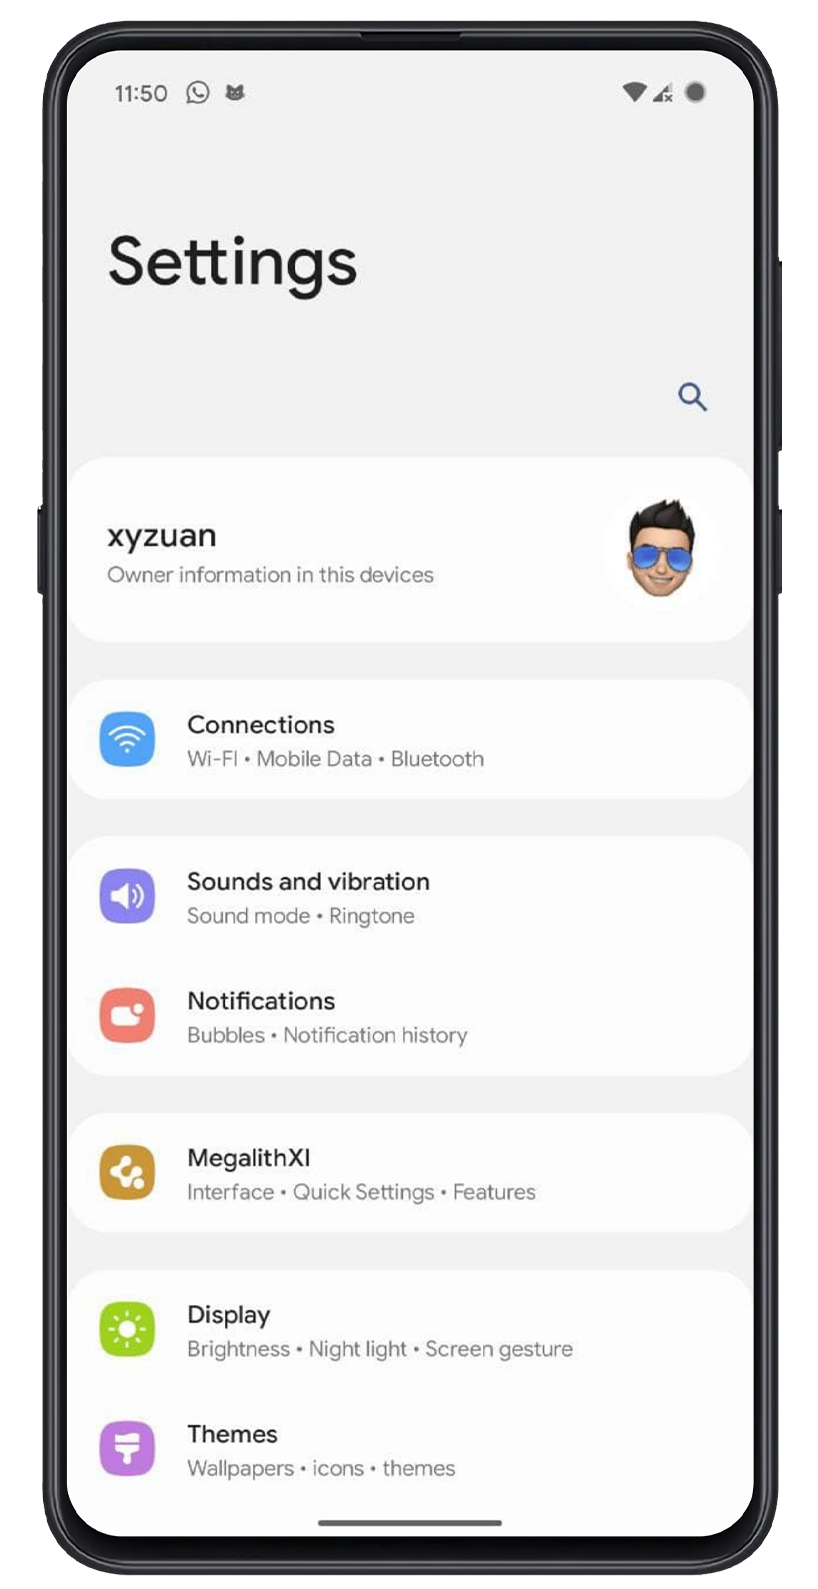 11:50
Settings
xyzuan
Owner information in this devices
Connections
Wi-FI • Mobile Data • Bluetooth
Sounds and vibration
Sound mode • Ringtone
Notifications
Bubbles • Notification history
MegalithXI
Interface • Quick Settings • Features
Display
Brightness • Night light • Screen gesture
Themes
Wallpapers • icons • themes